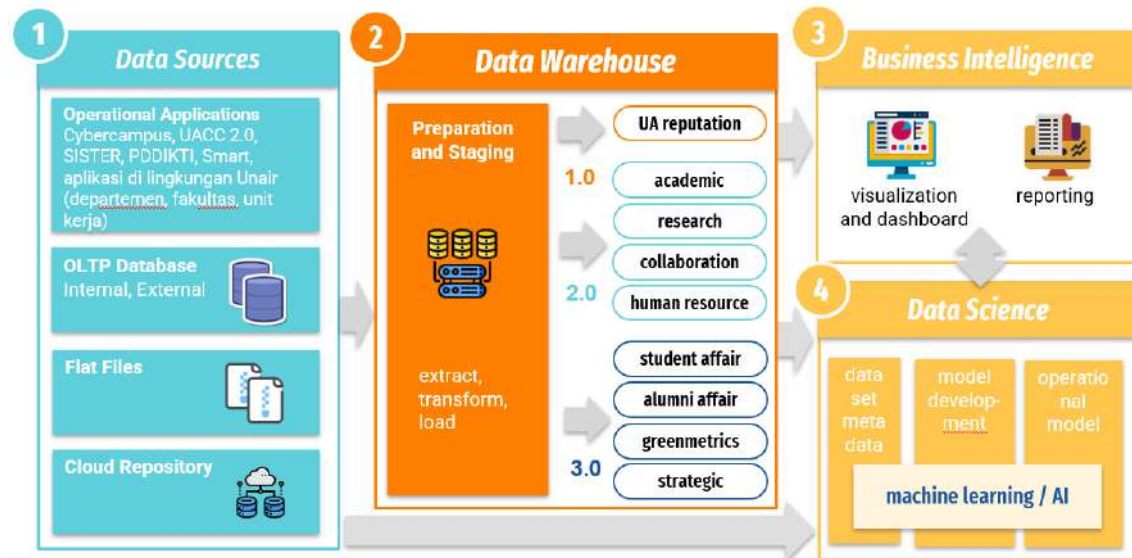 1
Data Sources
Operational Applications
Cybercampus, UACC 2.0,
SISTER, PDDIKTI, Smart,
aplikasi di lingkungan Unair
(departemen, fakultas, unit
kerja)
OLTP Database
Internal, External
Flat Files
Cloud Repository
2
Data Warehouse
Preparation
and Staging
extract,
transform,
load
UA reputation
1.0
academic
research
collaboration
2.0
human resource
student affair
alumni affair
greenmetrics
3.0
strategic
3
Business Intelligence
visualization
and dashboard
reporting
4
Data Science
data
set
meta
data
model
develop-
ment
operatio
nal
model
machine learning / AI